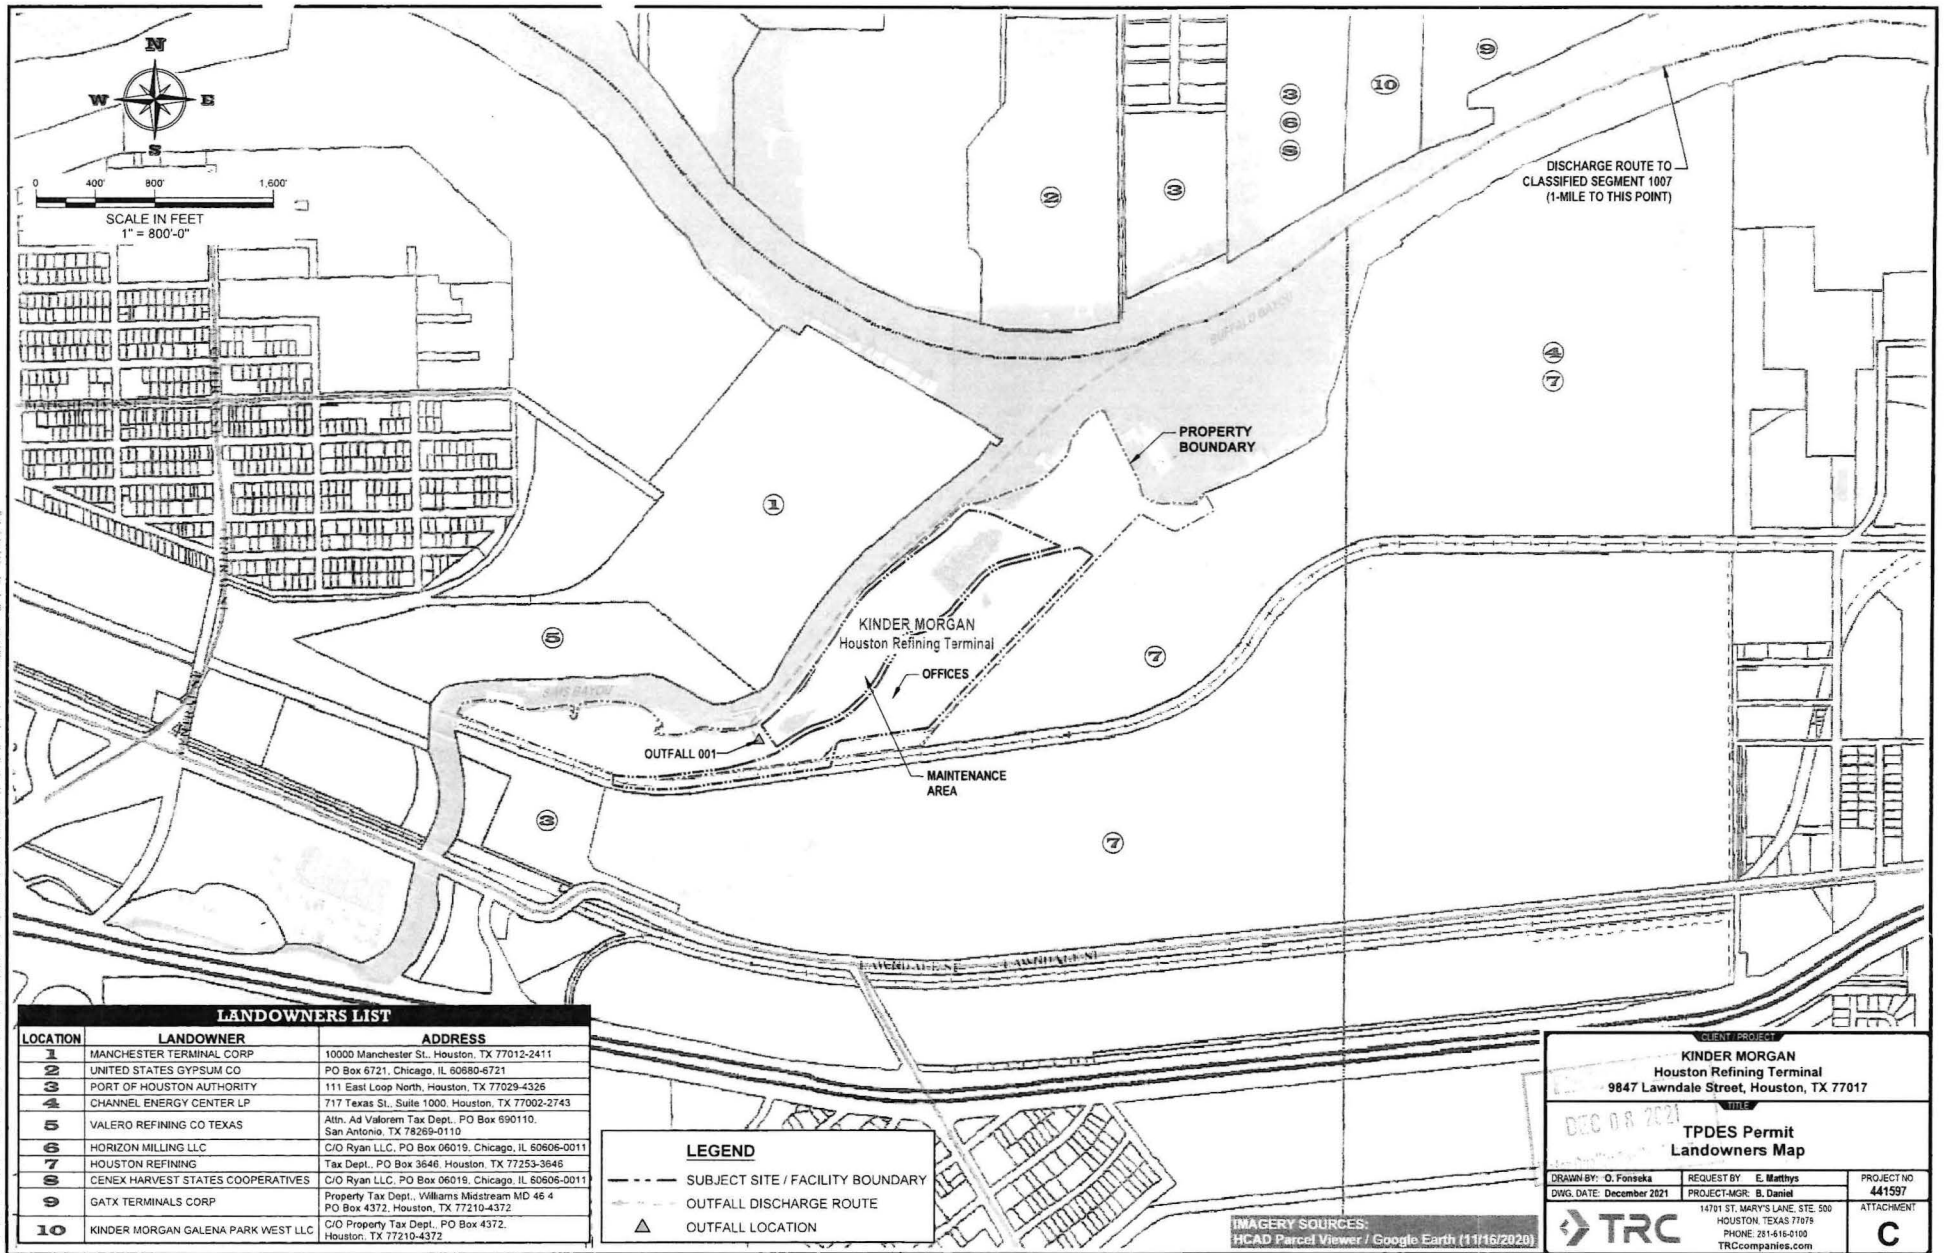 N
W E
S
0 400' 800' 1,600'
SCALE IN FEET
1" = 800'-0"
9
10
3
6
8
2
3
DISCHARGE ROUTE TO
CLASSIFIED SEGMENT 1007
(1-MILE TO THIS POINT)
BUFFALO BAYOU
4
7
PROPERTY
BOUNDARY
1
KINDER MORGAN
Houston Refining Terminal
5
7
OFFICES
SIMS BAYOU
3
OUTFALL 001
MAINTENANCE
AREA
3
7
LAWNDALE ST LAWNDALE ST
LANDOWNERS LIST
LOCATION LANDOWNER ADDRESS
1 MANCHESTER TERMINAL CORP 10000 Manchester St., Houston, TX 77012-2411
2 UNITED STATES GYPSUM CO PO Box 6721, Chicago, IL 60680-6721
3 PORT OF HOUSTON AUTHORITY 111 East Loop North, Houston, TX 77029-4326
4 CHANNEL ENERGY CENTER LP 717 Texas St., Suite 1000, Houston, TX 77002-2743
5 VALERO REFINING CO TEXAS Attn. Ad Valorem Tax Dept., PO Box 690110,
San Antonio, TX 78269-0110
6 HORIZON MILLING LLC C/O Ryan LLC, PO Box 06019, Chicago, IL 60606-0011
7 HOUSTON REFINING Tax Dept., PO Box 3646, Houston, TX 77253-3646
8 CENEX HARVEST STATES COOPERATIVES C/O Ryan LLC, PO Box 06019, Chicago, IL 60606-0011
9 GATX TERMINALS CORP Property Tax Dept., Williams Midstream MD 46 4
PO Box 4372, Houston, TX 77210-4372
10 KINDER MORGAN GALENA PARK WEST LLC C/O Property Tax Dept., PO Box 4372,
Houston, TX 77210-4372
LEGEND
SUBJECT SITE / FACILITY BOUNDARY
OUTFALL DISCHARGE ROUTE
OUTFALL LOCATION
IMAGERY SOURCES:
HCAD Parcel Viewer / Google Earth (11/16/2020)
CLIENT / PROJECT
KINDER MORGAN
Houston Refining Terminal
9847 Lawndale Street, Houston, TX 77017
TITLE
DEC 08 2021
TPDES Permit
Landowners Map
DRAWN BY: O. Fonseka REQUEST BY E. Matthys PROJECT NO.
DWG. DATE: December 2021 PROJECT-MGR: B. Daniel 441597
TRC
14701 ST. MARY'S LANE, STE. 500
HOUSTON, TEXAS 77079
PHONE: 281-616-0100
TRCcompanies.com
ATTACHMENT
C